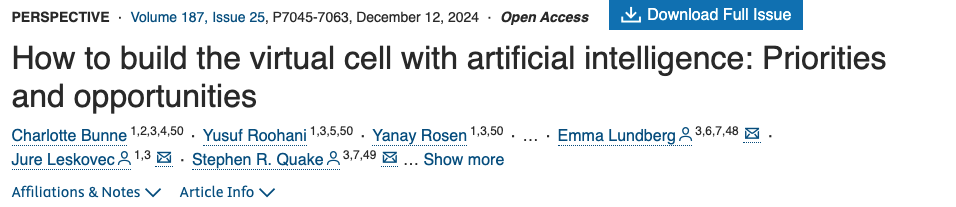 PERSPECTIVE · Volume 187, Issue 25, P7045-7063, December 12, 2024 · Open Access
Download Full Issue
How to build the virtual cell with artificial intelligence: Priorities
and opportunities
Charlotte Bunne 1,2,3,4,50 · Yusuf Roohani 1,3,5,50 · Yanay Rosen 1,3,50 · ... · Emma Lundberg 3,6,7,48 ·
Jure Leskovec 1,3 · Stephen R. Quake 3,7,49 ... Show more
Affiliations & Notes Article Info